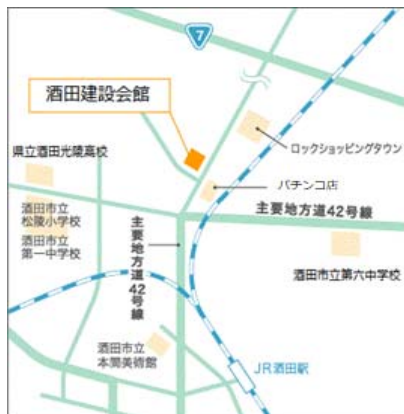 7
酒田建設会館
ロックショッピングタウン
県立酒田光陵高校
パチンコ店
酒田市立
松陵小学校
主要地方道42号線
酒田市立
第一中学校
主要地方道42号線
酒田市立第六中学校
酒田市立
本間美術館
JR酒田駅